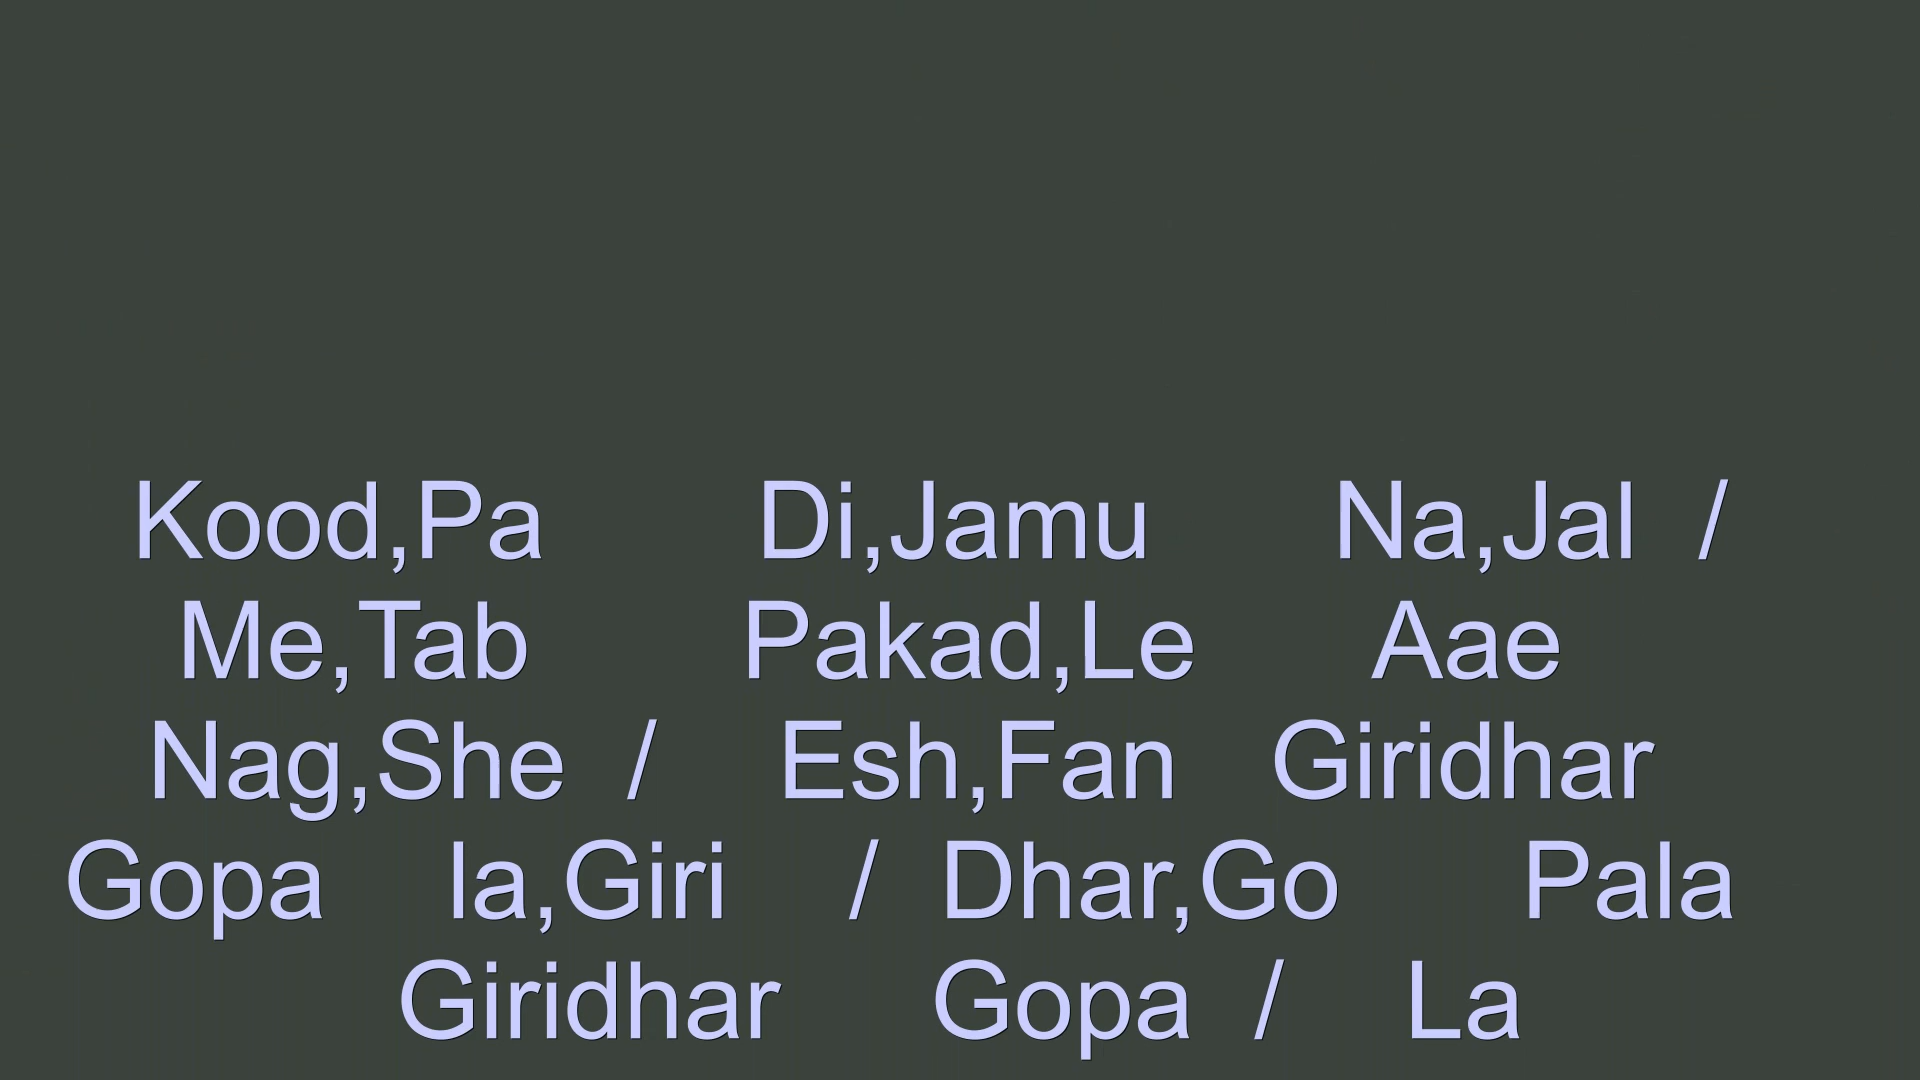 Kood,Pa Di,Jamu Na,Jal /
Me,Tab Pakad,Le Aae
Nag,She / Esh,Fan Giridhar
Gopa la,Giri / Dhar,Go Pala
Giridhar Gopa / La